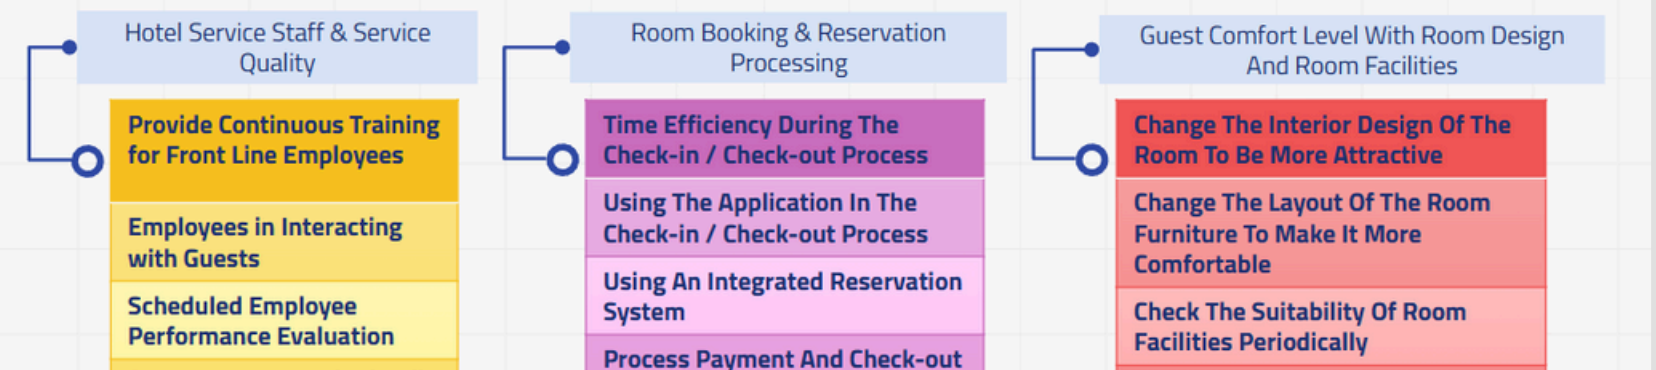 Hotel Service Staff & Service
Quality
Provide Continuous Training
for Front Line Employees
Employees in Interacting
with Guests
Scheduled Employee
Performance Evaluation
Room Booking & Reservation
Processing
Time Efficiency During The
Check-in / Check-out Process
Using The Application In The
Check-in / Check-out Process
Using An Integrated Reservation
System
Process Payment And Check-out
Guest Comfort Level With Room Design
And Room Facilities
Change The Interior Design Of The
Room To Be More Attractive
Change The Layout Of The Room
Furniture To Make It More
Comfortable
Check The Suitability Of Room
Facilities Periodically